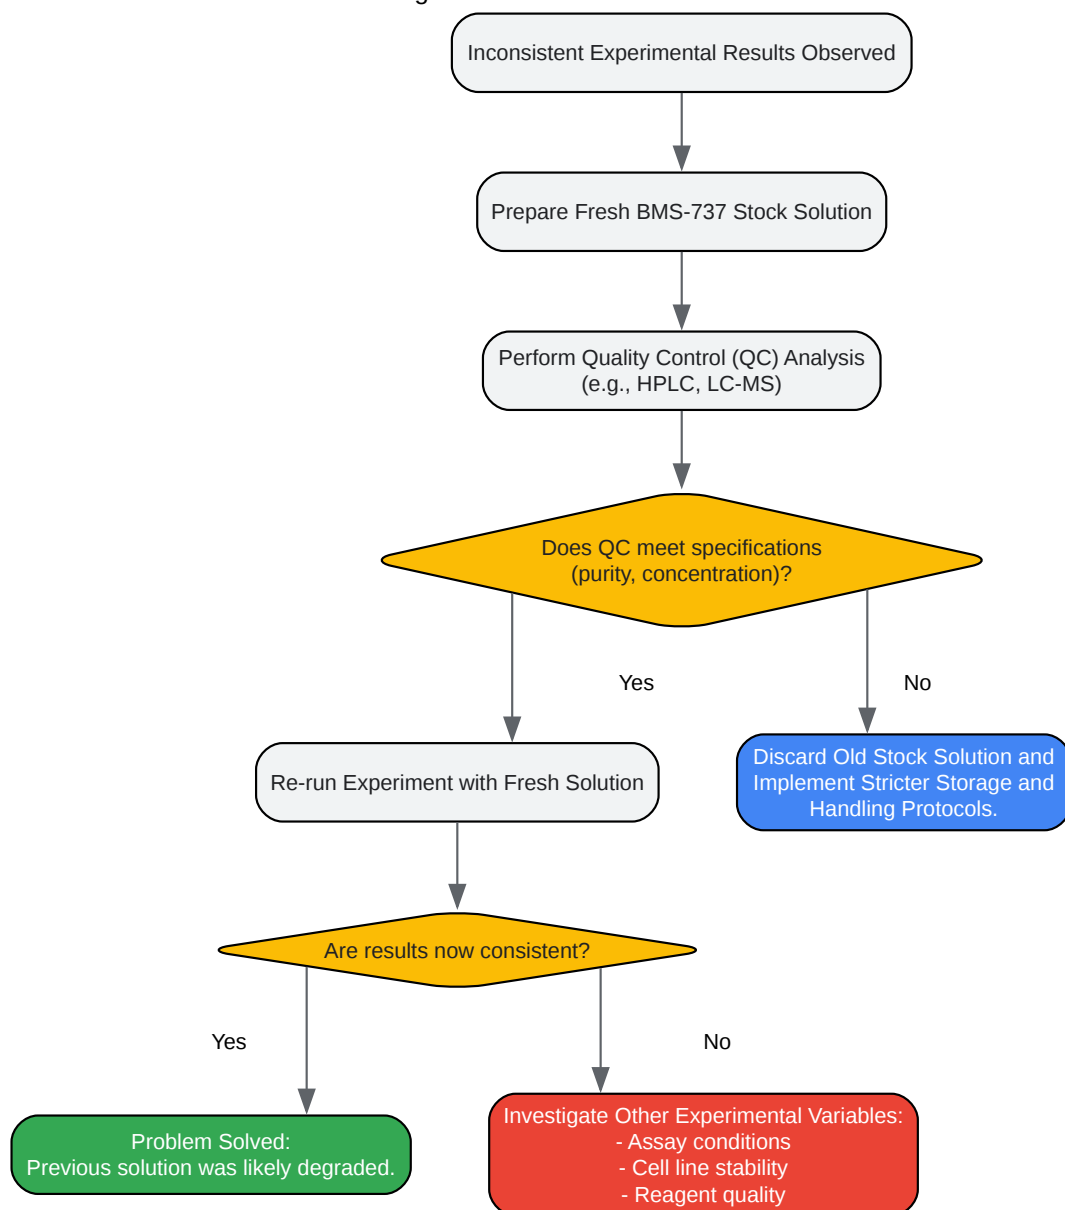 Inconsistent Experimental Results Observed
Prepare Fresh BMS-737 Stock Solution
Perform Quality Control (QC) Analysis
(e.g., HPLC, LC-MS)
Does QC meet specifications
(purity, concentration)?
Yes
No
Re-run Experiment with Fresh Solution
Discard Old Stock Solution and
Implement Stricter Storage and
Handling Protocols.
Are results now consistent?
Yes
No
Problem Solved:
Previous solution was likely degraded.
Investigate Other Experimental Variables:
- Assay conditions
- Cell line stability
- Reagent quality